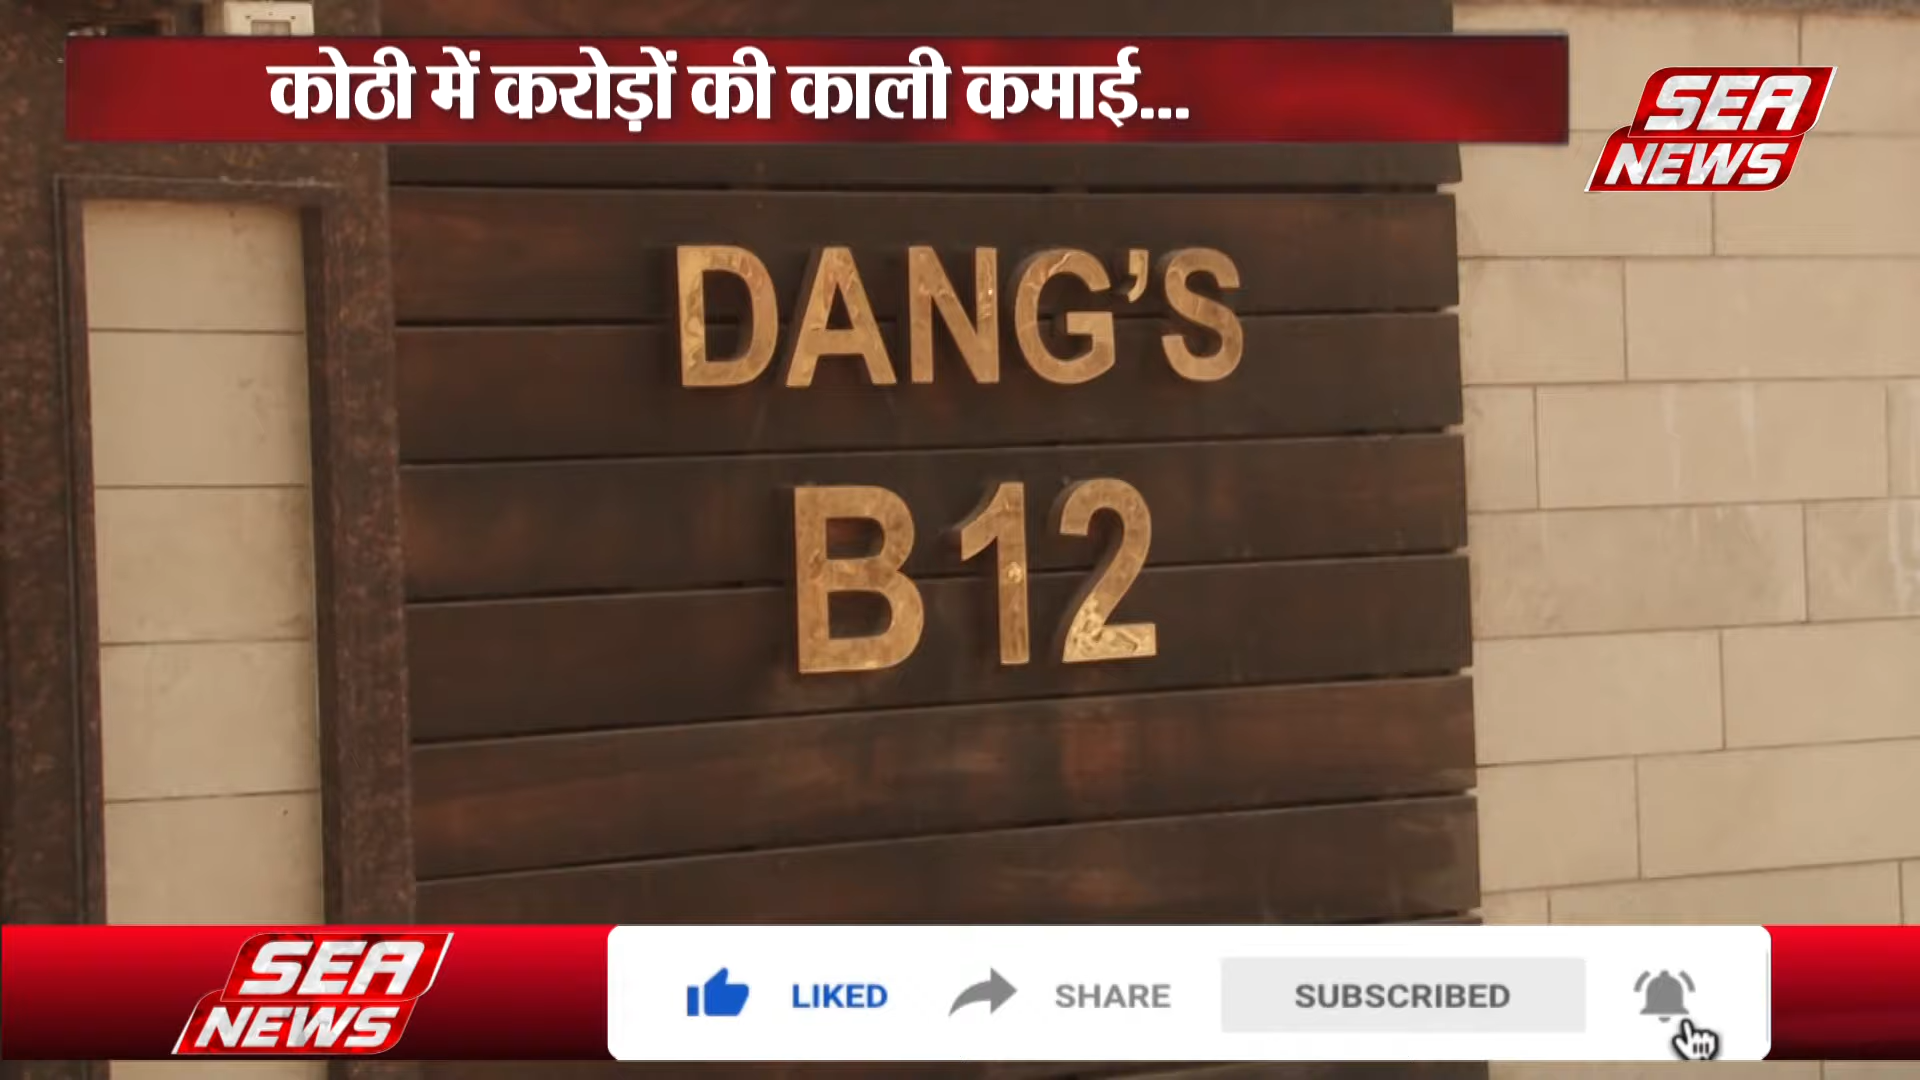 कोठी में करोड़ों की काली कमाई...
SEA
NEWS
DANG'S
B12
SEA
NEWS
LIKED
SHARE
SUBSCRIBED